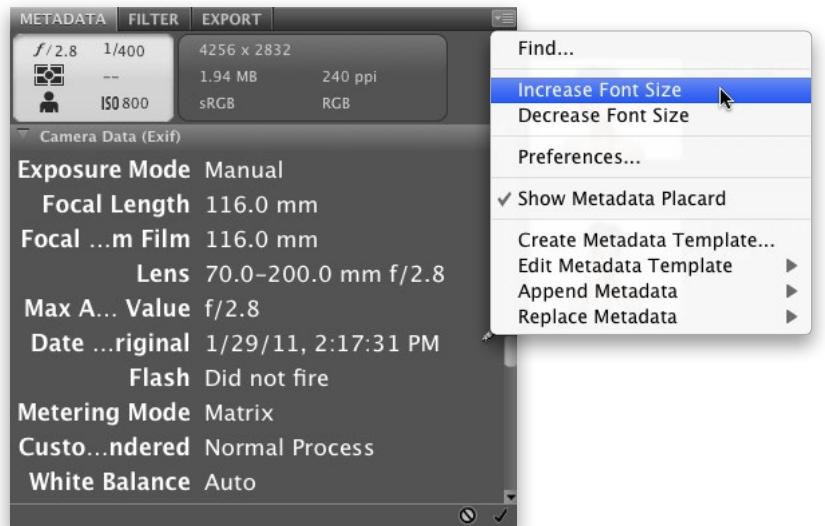 METADATA FILTER EXPORT
f/2.8 1/400
--
ISO 800
4256 x 2832
1.94 MB 240 ppi
sRGB RGB
Camera Data (Exif)
Exposure Mode Manual
Focal Length 116.0 mm
Focal ...m Film 116.0 mm
Lens 70.0–200.0 mm f/2.8
Max A... Value f/2.8
Date ...riginal 1/29/11, 2:17:31 PM
Flash Did not fire
Metering Mode Matrix
Custo...ndered Normal Process
White Balance Auto
Find...
Increase Font Size
Decrease Font Size
Preferences...
Show Metadata Placard
Create Metadata Template...
Edit Metadata Template
Append Metadata
Replace Metadata